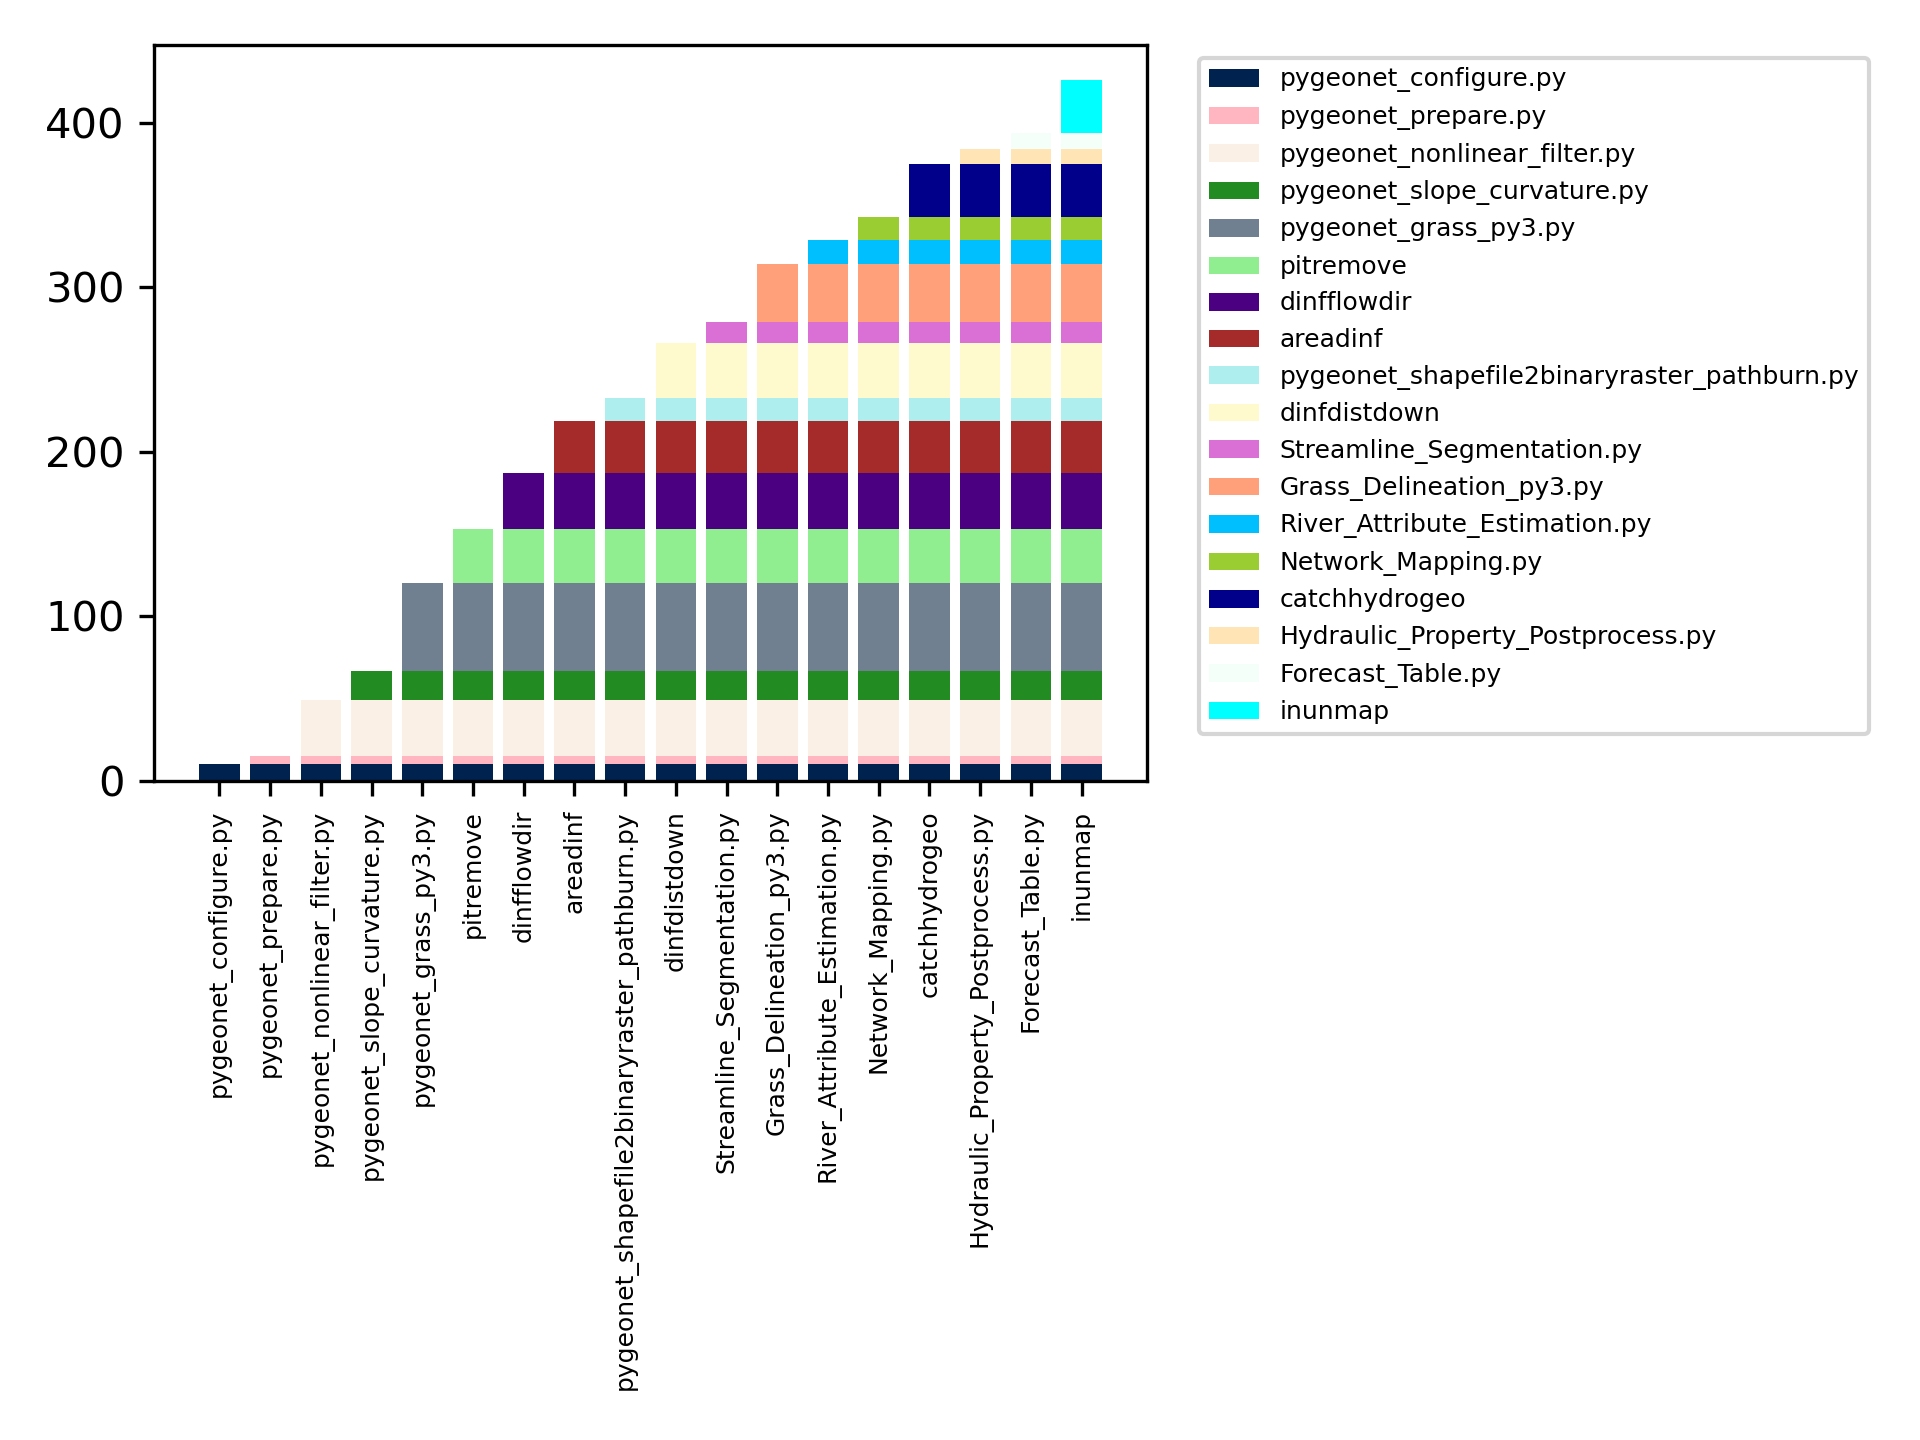 400
300
200
100
0
pygeonet_configure.py
pygeonet_prepare.py
pygeonet_nonlinear_filter.py
pygeonet_slope_curvature.py
pygeonet_grass_py3.py
pitremove
dinfflowdir
areadinf
pygeonet_shapefile2binaryraster_pathburn.py
dinfdistdown
Streamline_Segmentation.py
Grass_Delineation_py3.py
River_Attribute_Estimation.py
Network_Mapping.py
catchhydrogeo
Hydraulic_Property_Postprocess.py
Forecast_Table.py
inunmap
pygeonet_configure.py
pygeonet_prepare.py
pygeonet_nonlinear_filter.py
pygeonet_slope_curvature.py
pygeonet_grass_py3.py
pitremove
dinfflowdir
areadinf
pygeonet_shapefile2binaryraster_pathburn.py
dinfdistdown
Streamline_Segmentation.py
Grass_Delineation_py3.py
River_Attribute_Estimation.py
Network_Mapping.py
catchhydrogeo
Hydraulic_Property_Postprocess.py
Forecast_Table.py
inunmap